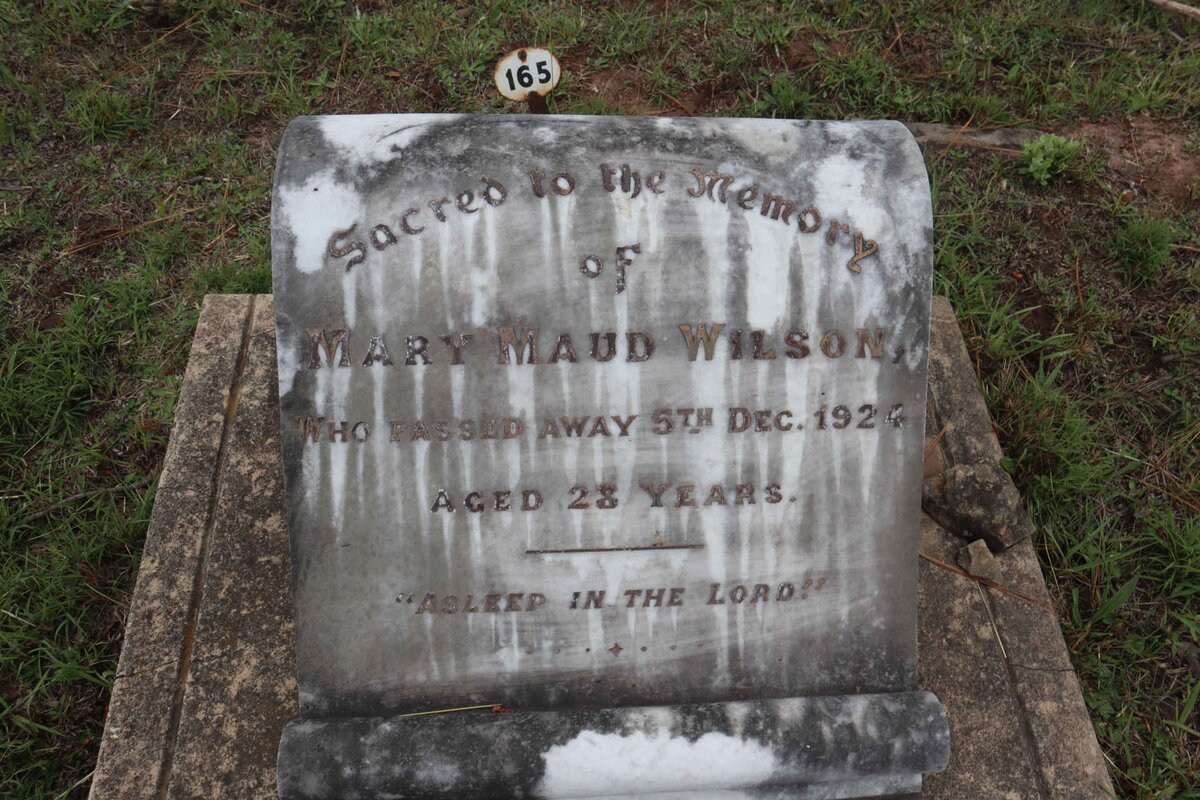 165
Sacred to the Memory
of
MARY MAUD WILSON,
WHO PASSED AWAY 5TH DEC. 1924
AGED 28 YEARS.
"ASLEEP IN THE LORD."